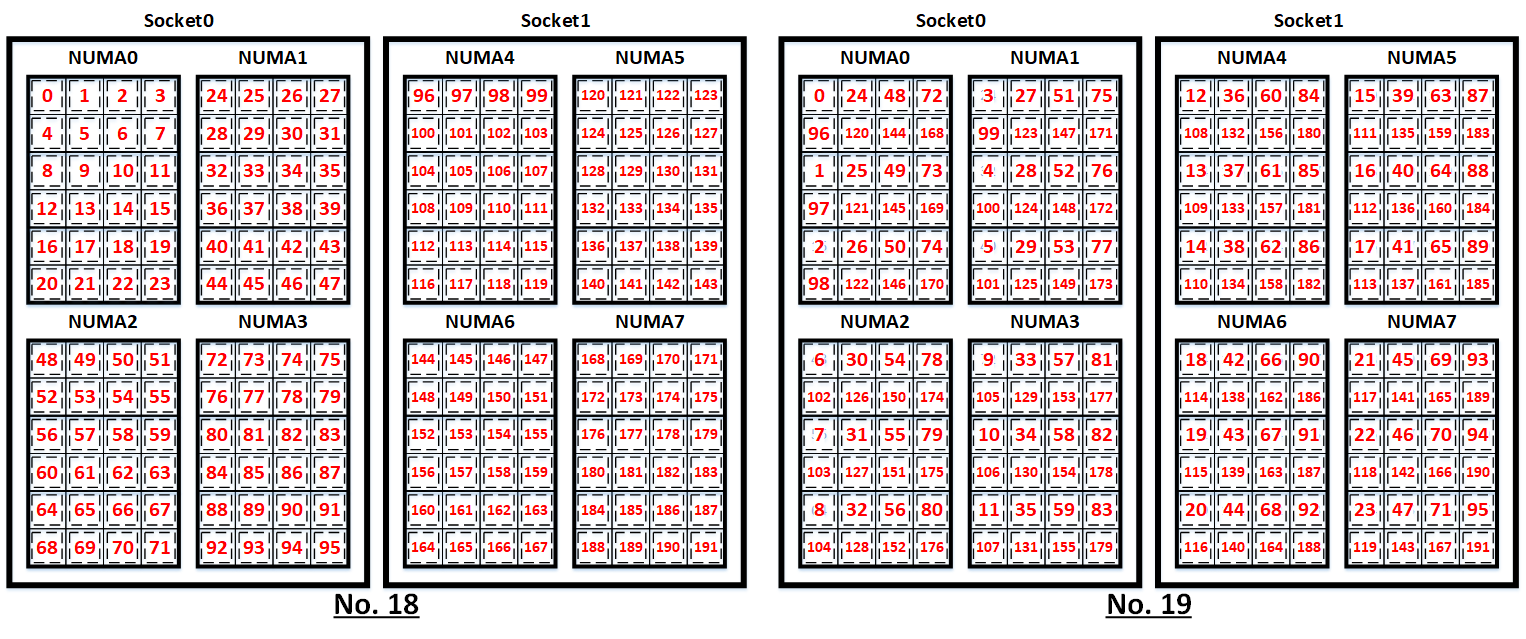 Socket0 Socket1 Socket0 Socket1
NUMA0 NUMA1 NUMA4 NUMA5 NUMA0 NUMA1 NUMA4 NUMA5
0 1 2 3 24 25 26 27 96 97 98 99 120 121 122 123 0 24 48 72 3 27 51 75 12 36 60 84 15 39 63 87
4 5 6 7 28 29 30 31 100 101 102 103 124 125 126 127 96 120 144 168 99 123 147 171 108 132 156 180 111 135 159 183
8 9 10 11 32 33 34 35 104 105 106 107 128 129 130 131 1 25 49 73 4 28 52 76 13 37 61 85 16 40 64 88
12 13 14 15 36 37 38 39 108 109 110 111 132 133 134 135 97 121 145 169 100 124 148 172 109 133 157 181 112 136 160 184
16 17 18 19 40 41 42 43 112 113 114 115 136 137 138 139 2 26 50 74 5 29 53 77 14 38 62 86 17 41 65 89
20 21 22 23 44 45 46 47 116 117 118 119 140 141 142 143 98 122 146 170 101 125 149 173 110 134 158 182 113 137 161 185
NUMA2 NUMA3 NUMA6 NUMA7 NUMA2 NUMA3 NUMA6 NUMA7
48 49 50 51 72 73 74 75 144 145 146 147 168 169 170 171 6 30 54 78 9 33 57 81 18 42 66 90 21 45 69 93
52 53 54 55 76 77 78 79 148 149 150 151 172 173 174 175 102 126 150 174 105 129 153 177 114 138 162 186 117 141 165 189
56 57 58 59 80 81 82 83 152 153 154 155 176 177 178 179 7 31 55 79 10 34 58 82 19 43 67 91 22 46 70 94
60 61 62 63 84 85 86 87 156 157 158 159 180 181 182 183 103 127 151 175 106 130 154 178 115 139 163 187 118 142 166 190
64 65 66 67 88 89 90 91 160 161 162 163 184 185 186 187 8 32 56 80 11 35 59 83 20 44 68 92 23 47 71 95
68 69 70 71 92 93 94 95 164 165 166 167 188 189 190 191 104 128 152 176 107 131 155 179 116 140 164 188 119 143 167 191
No. 18 No. 19